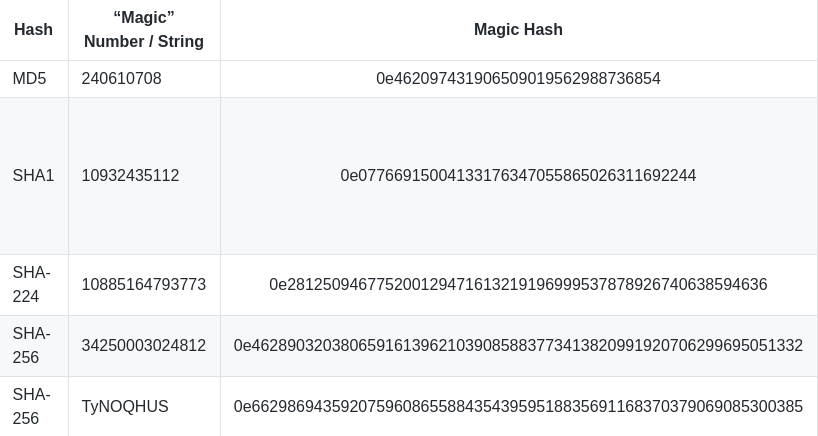 Hash “Magic” Number / String Magic Hash
MD5 240610708 0e462097431906509019562988736854
SHA1 10932435112 0e07766915004133176347055865026311692244
SHA-224 10885164793773 0e281250946775200129471613219196999537878926740638594636
SHA-256 34250003024812 0e46289032038065916139621039085883773413820991920706299695051332
SHA-256 TyNOQHUS 0e66298694359207596086558843543959518835691168370379069085300385